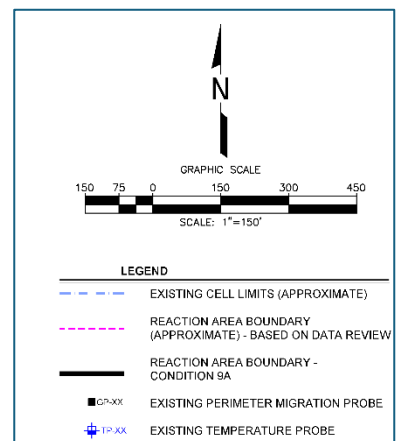 N
GRAPHIC SCALE
150 75 0 150 300 450
SCALE: 1"=150'
LEGEND
EXISTING CELL LIMITS (APPROXIMATE)
REACTION AREA BOUNDARY
(APPROXIMATE) - BASED ON DATA REVIEW
REACTION AREA BOUNDARY -
CONDITION 9A
GP-XX EXISTING PERIMETER MIGRATION PROBE
TP-XX EXISTING TEMPERATURE PROBE